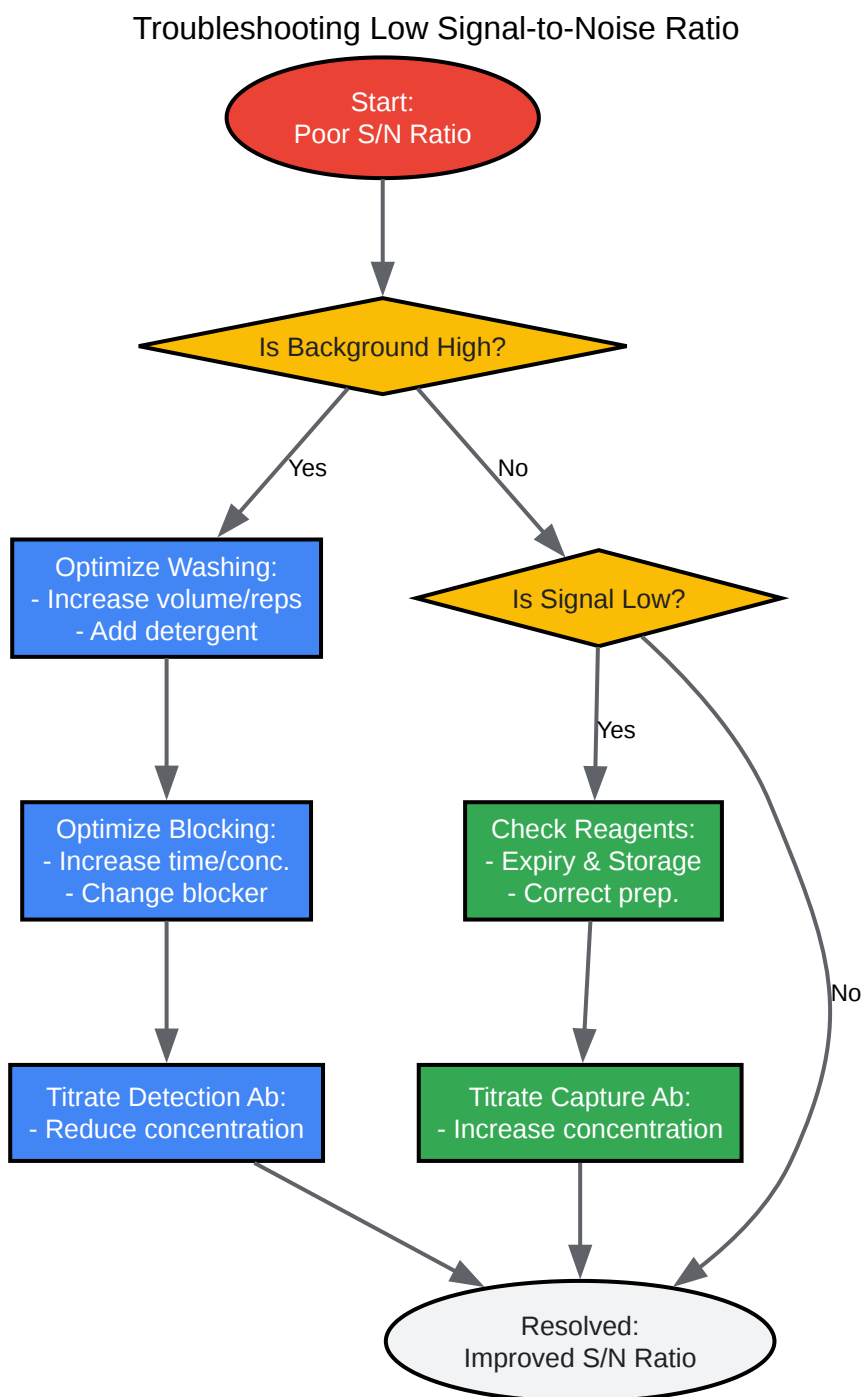 Troubleshooting Low Signal-to-Noise Ratio
Start:
Poor S/N Ratio
Is Background High?
Yes
No
Optimize Washing:
- Increase volume/reps
- Add detergent
Is Signal Low?
Yes
Optimize Blocking:
- Increase time/conc.
- Change blocker
Check Reagents:
- Expiry & Storage
- Correct prep.
No
Titrate Detection Ab:
- Reduce concentration
Titrate Capture Ab:
- Increase concentration
Resolved:
Improved S/N Ratio